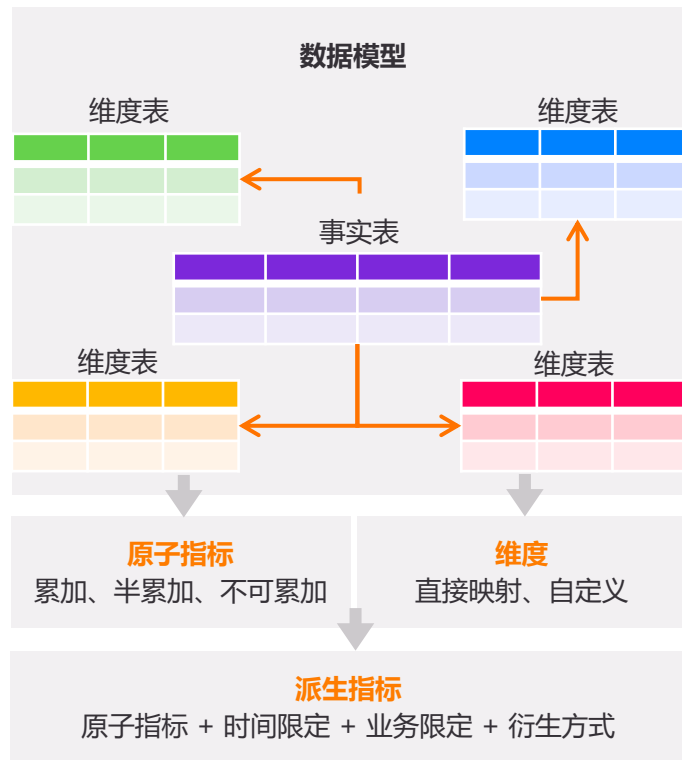 数据模型
维度表
维度表
事实表
维度表
维度表
原子指标
累加、半累加、不可累加
维度
直接映射、自定义
派生指标
原子指标 + 时间限定 + 业务限定 + 衍生方式